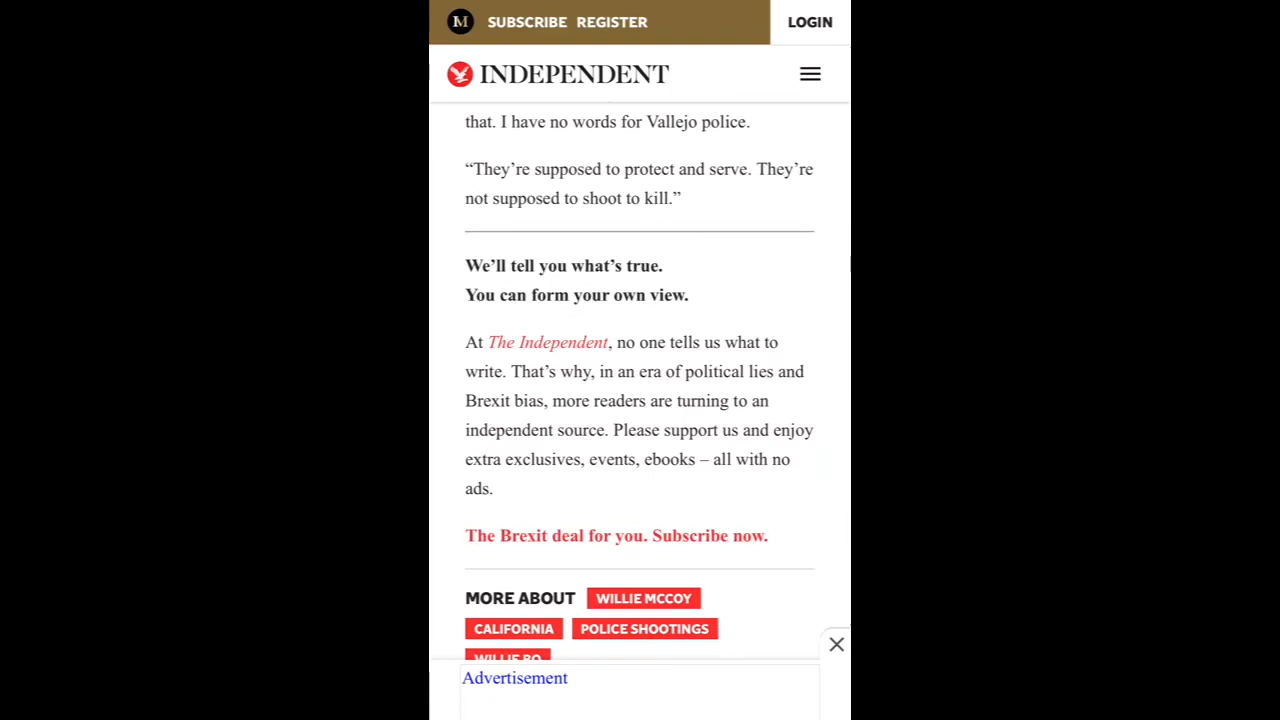 M SUBSCRIBE REGISTER LOGIN
INDEPENDENT
that. I have no words for Vallejo police.
“They’re supposed to protect and serve. They’re
not supposed to shoot to kill.”
We’ll tell you what’s true.
You can form your own view.
At The Independent, no one tells us what to
write. That’s why, in an era of political lies and
Brexit bias, more readers are turning to an
independent source. Please support us and enjoy
extra exclusives, events, ebooks – all with no
ads.
The Brexit deal for you. Subscribe now.
MORE ABOUT WILLIE MCCOY
CALIFORNIA POLICE SHOOTINGS
WILLIE BO
Advertisement